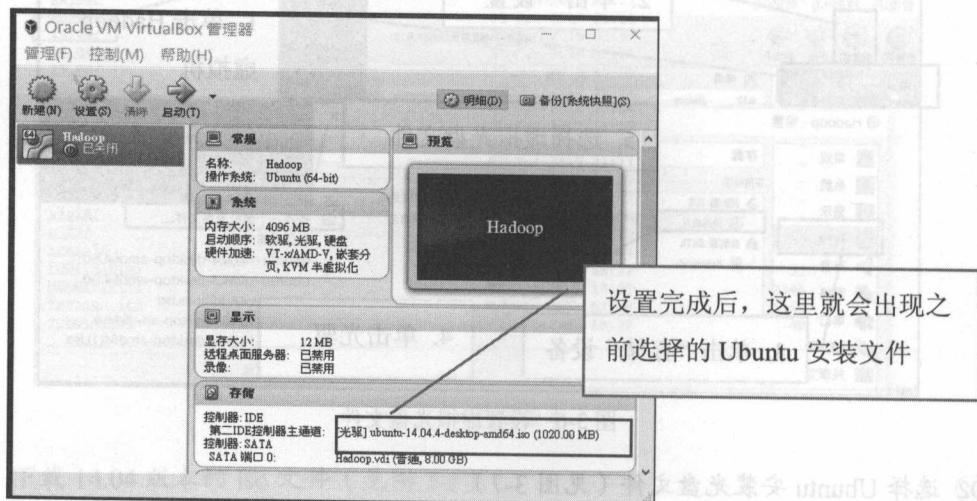 Oracle VM VirtualBox 管理器
管理(F) 控制(M) 帮助(H)
新建(N) 设置(S) 清除 启动(T)
明细(D) 备份[系统快照](S)
Hadoop
已关闭
常规
名称: Hadoop
操作系统: Ubuntu (64-bit)
系统
内存大小: 4096 MB
启动顺序: 软驱, 光驱, 硬盘
硬件加速: VT-x/AMD-V, 嵌套分
页, KVM 半虚拟化
预览
Hadoop
设置完成后，这里就会出现之
前选择的 Ubuntu 安装文件
显示
显存大小: 12 MB
远程桌面服务器: 已禁用
录像: 已禁用
存储
控制器: IDE
第二IDE控制器主通道: [光驱] ubuntu-14.04.4-desktop-amd64.iso (1020.00 MB)
控制器: SATA
SATA 端口 0: Hadoop.vdi (普通, 8.00 GB)